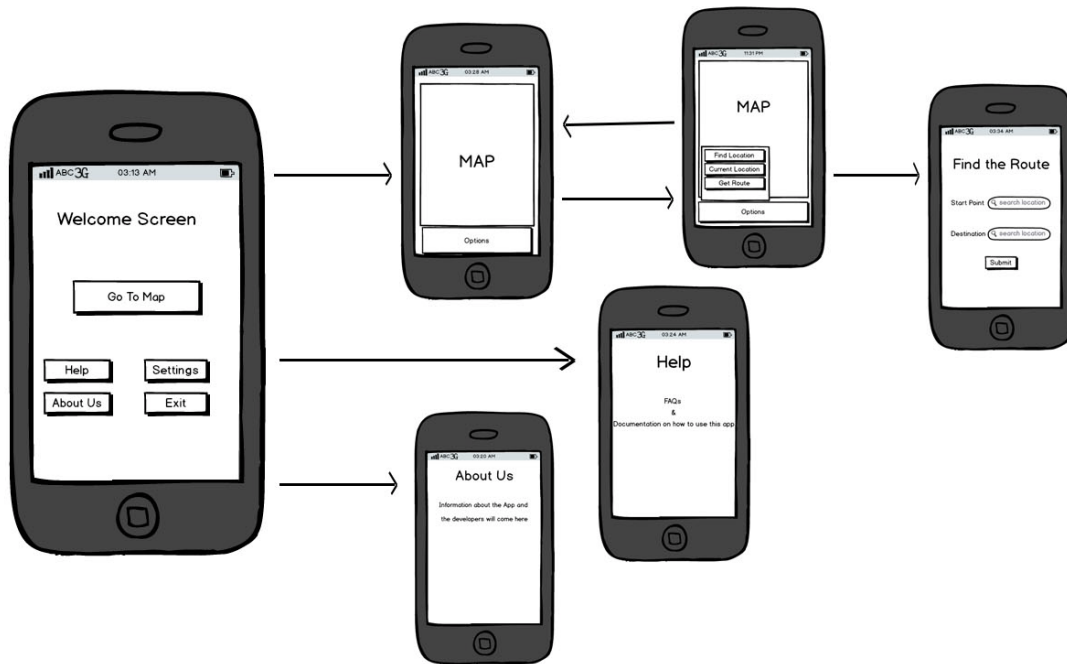 ABC 3G 03:13 AM
Welcome Screen
Go To Map
Help Settings
About Us Exit
ABC 3G 03:28 AM
MAP
Options
ABC 3G 11:31 PM
MAP
Find Location
Current Location
Get Route
Options
ABC 3G 03:34 AM
Find the Route
Start Point search location
Destination search location
Submit
ABC 3G 03:24 AM
Help
FAQs
&
Documentation on how to use this app
ABC 3G 03:20 AM
About Us
Information about the App and
the developers will come here